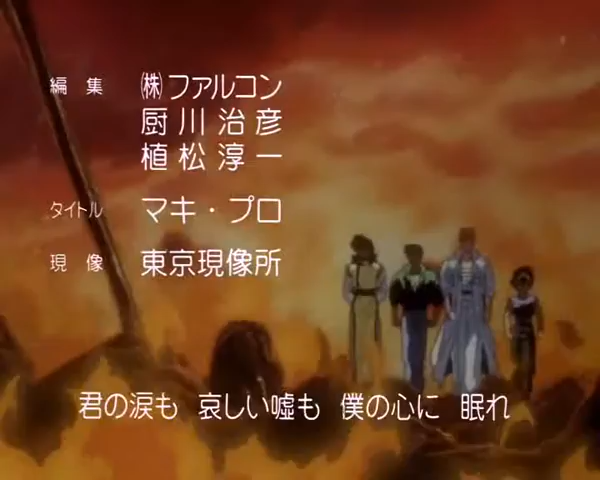 編集 ㈱ファルコン
厨川治彦
植松淳一
タイトル マキ・プロ
現像 東京現像所
君の涙も 哀しい嘘も 僕の心に 眠れ